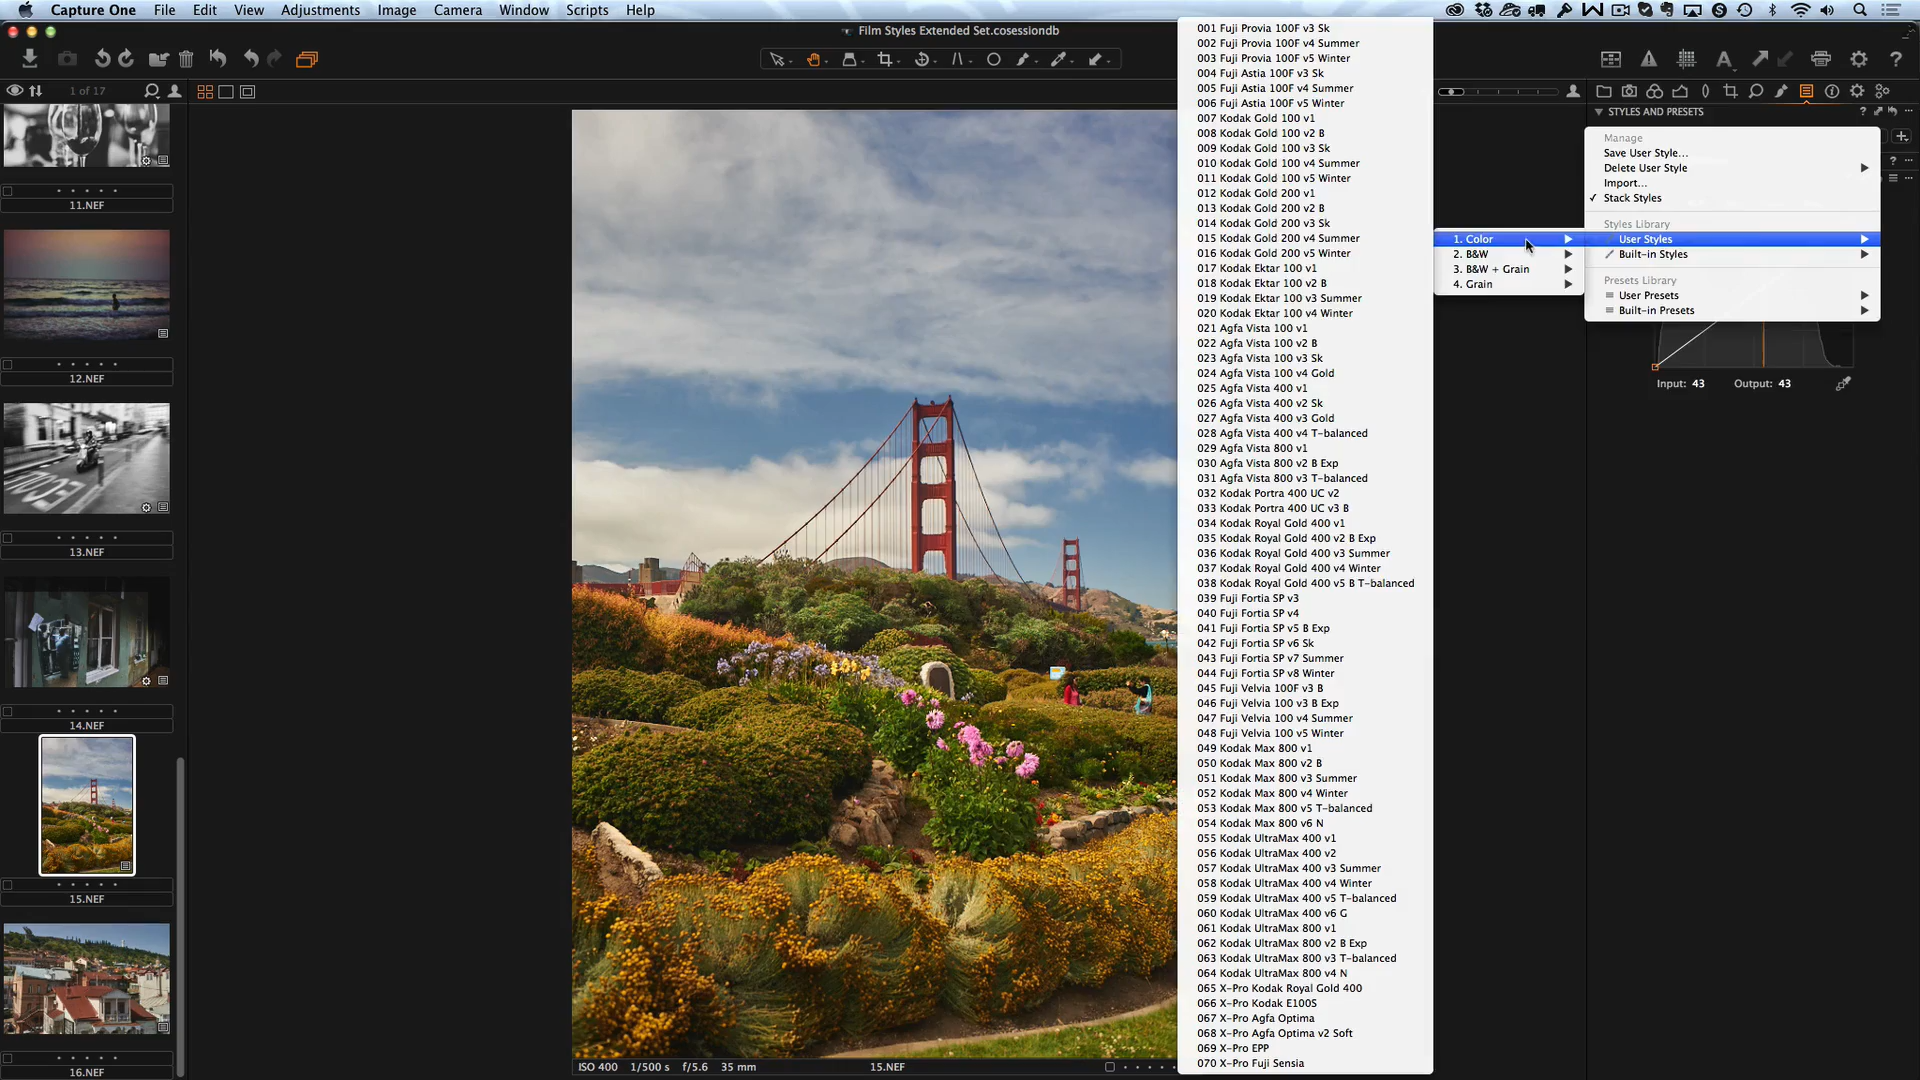 Capture One File Edit View Adjustments Image Camera Window Scripts Help
Film Styles Extended Set.cosessiondb
1 of 17
11.NEF
12.NEF
13.NEF
14.NEF
15.NEF
16.NEF
ISO 400 1/500 s f/5.6 35 mm
15.NEF
001 Fuji Provia 100F v3 Sk
002 Fuji Provia 100F v4 Summer
003 Fuji Provia 100F v5 Winter
004 Fuji Astia 100F v3 Sk
005 Fuji Astia 100F v4 Summer
006 Fuji Astia 100F v5 Winter
007 Kodak Gold 100 v1
008 Kodak Gold 100 v2 B
009 Kodak Gold 100 v3 Sk
010 Kodak Gold 100 v4 Summer
011 Kodak Gold 100 v5 Winter
012 Kodak Gold 200 v1
013 Kodak Gold 200 v2 B
014 Kodak Gold 200 v3 Sk
015 Kodak Gold 200 v4 Summer
016 Kodak Gold 200 v5 Winter
017 Kodak Ektar 100 v1
018 Kodak Ektar 100 v2 B
019 Kodak Ektar 100 v3 Summer
020 Kodak Ektar 100 v4 Winter
021 Agfa Vista 100 v1
022 Agfa Vista 100 v2 B
023 Agfa Vista 100 v3 Sk
024 Agfa Vista 100 v4 Gold
025 Agfa Vista 400 v1
026 Agfa Vista 400 v2 Sk
027 Agfa Vista 400 v3 Gold
028 Agfa Vista 400 v4 T-balanced
029 Agfa Vista 800 v1
030 Agfa Vista 800 v2 B Exp
031 Agfa Vista 800 v3 T-balanced
032 Kodak Portra 400 UC v2
033 Kodak Portra 400 UC v3 B
034 Kodak Royal Gold 400 v1
035 Kodak Royal Gold 400 v2 B Exp
036 Kodak Royal Gold 400 v3 Summer
037 Kodak Royal Gold 400 v4 Winter
038 Kodak Royal Gold 400 v5 B T-balanced
039 Fuji Fortia SP v3
040 Fuji Fortia SP v4
041 Fuji Fortia SP v5 B Exp
042 Fuji Fortia SP v6 Sk
043 Fuji Fortia SP v7 Summer
044 Fuji Fortia SP v8 Winter
045 Fuji Velvia 100F v3 B
046 Fuji Velvia 100 v3 B Exp
047 Fuji Velvia 100 v4 Summer
048 Fuji Velvia 100 v5 Winter
049 Kodak Max 800 v1
050 Kodak Max 800 v2 B
051 Kodak Max 800 v3 Summer
052 Kodak Max 800 v4 Winter
053 Kodak Max 800 v5 T-balanced
054 Kodak Max 800 v6 N
055 Kodak UltraMax 400 v1
056 Kodak UltraMax 400 v2
057 Kodak UltraMax 400 v3 Summer
058 Kodak UltraMax 400 v4 Winter
059 Kodak UltraMax 400 v5 T-balanced
060 Kodak UltraMax 400 v6 G
061 Kodak UltraMax 800 v1
062 Kodak UltraMax 800 v2 B Exp
063 Kodak UltraMax 800 v3 T-balanced
064 Kodak UltraMax 800 v4 N
065 X-Pro Kodak Royal Gold 400
066 X-Pro Kodak E100S
067 X-Pro Agfa Optima
068 X-Pro Agfa Optima v2 Soft
069 X-Pro EPP
070 X-Pro Fuji Sensia
1. Color
2. B&W
3. B&W + Grain
4. Grain
STYLES AND PRESETS
Manage
Save User Style...
Delete User Style
Import...
Stack Styles
Styles Library
User Styles
Built-in Styles
Presets Library
User Presets
Built-in Presets
Input: 43 Output: 43